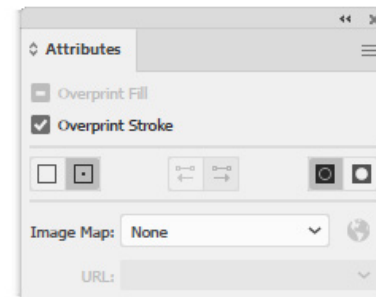 Attributes
Overprint Fill
Overprint Stroke
Image Map: None
URL: